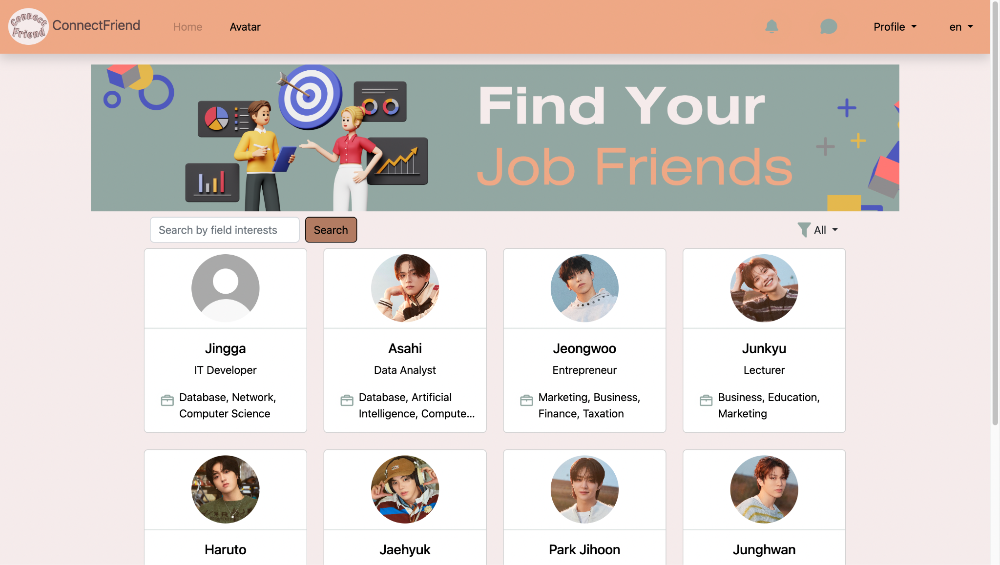 Connect
Friend
ConnectFriend
Home
Avatar
Profile
en
Find Your
Job Friends
Search by field interests
Search
All
Jingga
IT Developer
Database, Network,
Computer Science
Asahi
Data Analyst
Database, Artificial
Intelligence, Compute...
Jeongwoo
Entrepreneur
Marketing, Business,
Finance, Taxation
Junkyu
Lecturer
Business, Education,
Marketing
Haruto
Jaehyuk
Park Jihoon
Junghwan